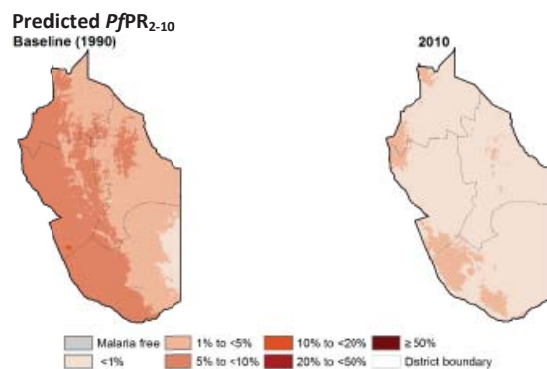 Predicted PfPR2-10
Baseline (1990)
2010
Malaria free
1% to <5%
10% to <20%
≥50%
<1%
5% to <10%
20% to <50%
District boundary